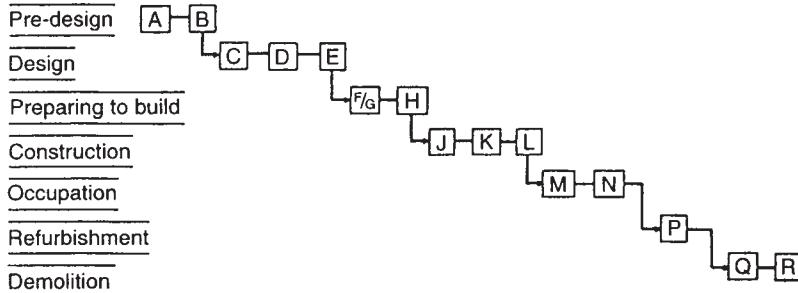 Pre-design A B
Design C D E
Preparing to build F/G H
Construction J K L
Occupation M N
Refurbishment P
Demolition Q R